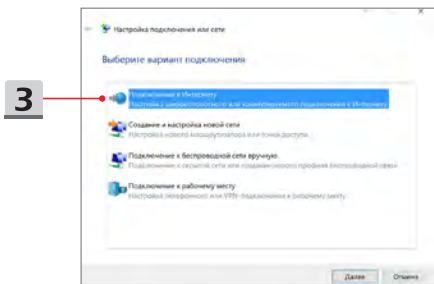 Настройка подключения или сети
Выберите вариант подключения
3
Подключение к Интернету
Настройка широкополосного или коммутируемого подключения к Интернету
Создание и настройка новой сети
Настройка нового маршрутизатора или точки доступа.
Подключение к беспроводной сети вручную
Подключение к скрытой сети или создание нового профиля беспроводной связи
Подключение к рабочему месту
Настройка телефонного или VPN-подключения к рабочему месту.
Далее Отмена